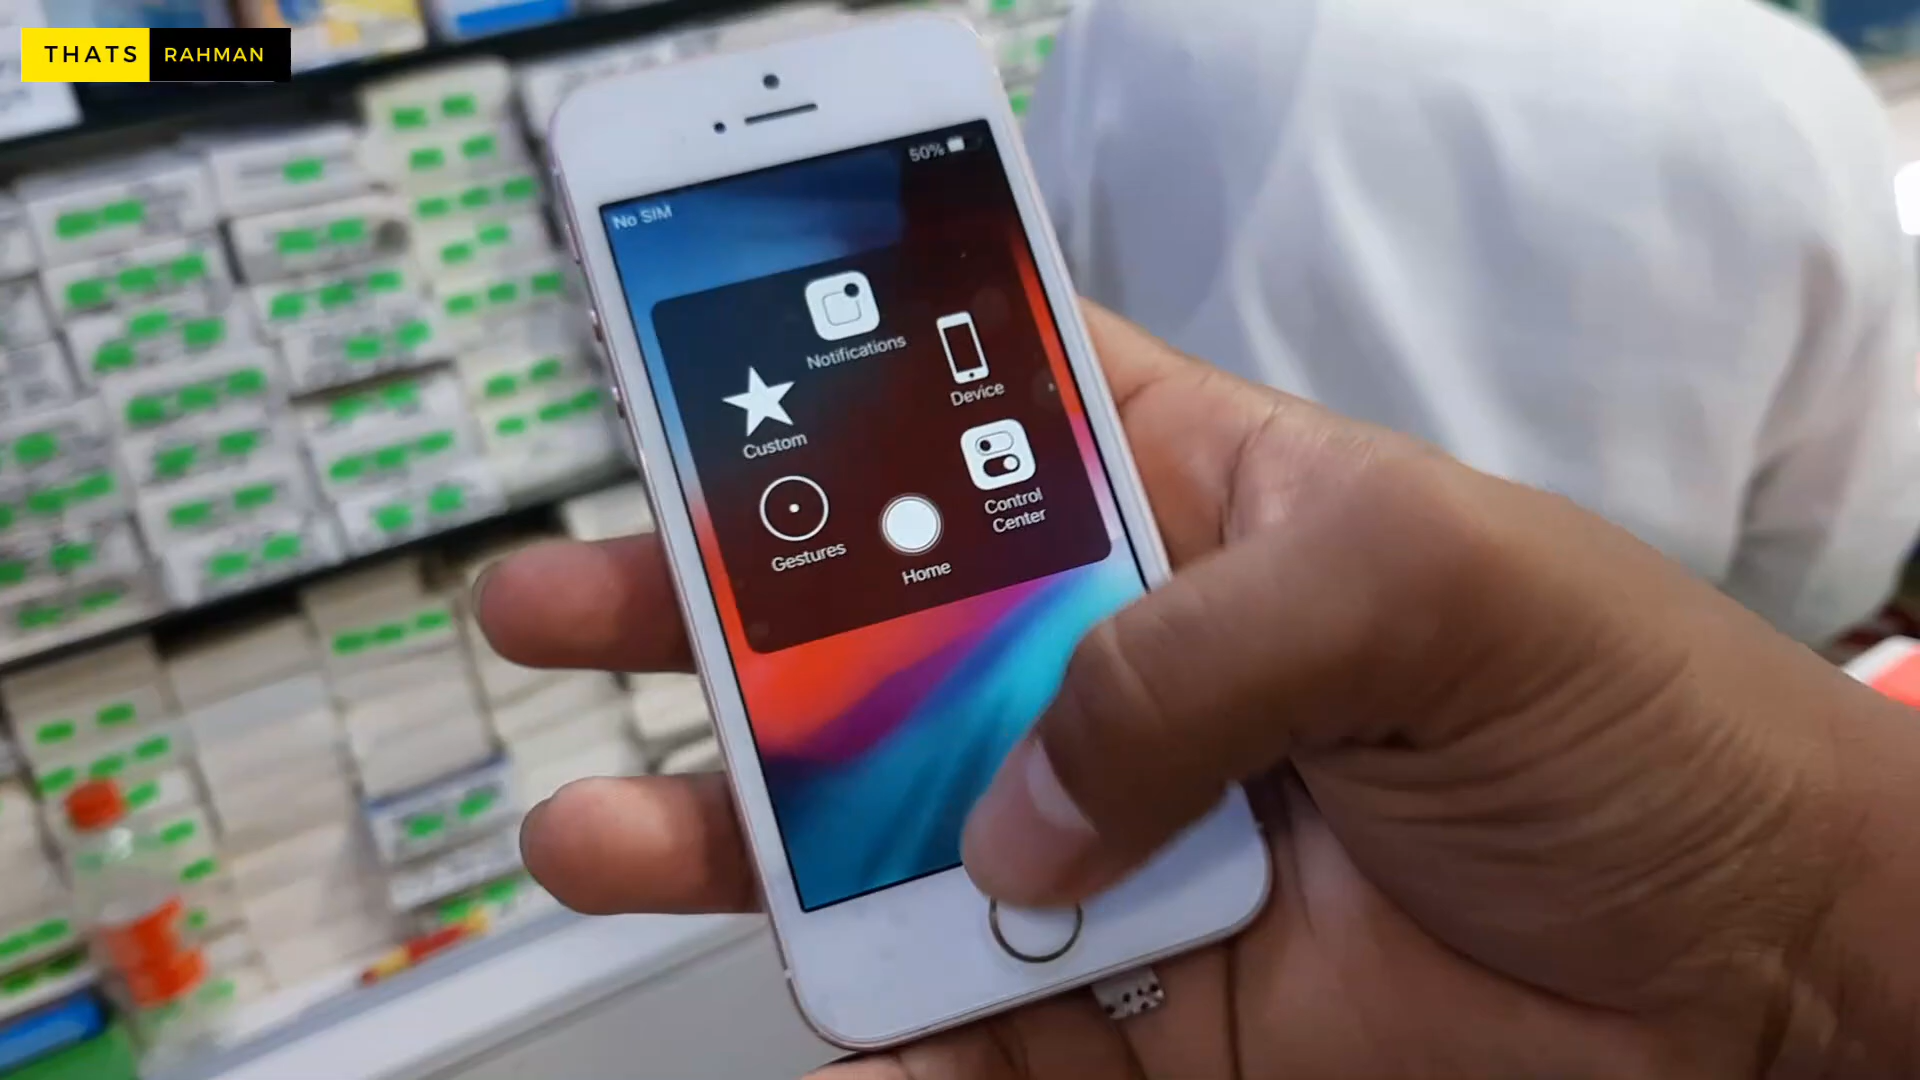 THATS RAHMAN
50%
No SIM
Notifications
Device
Custom
Control
Center
Gestures
Home